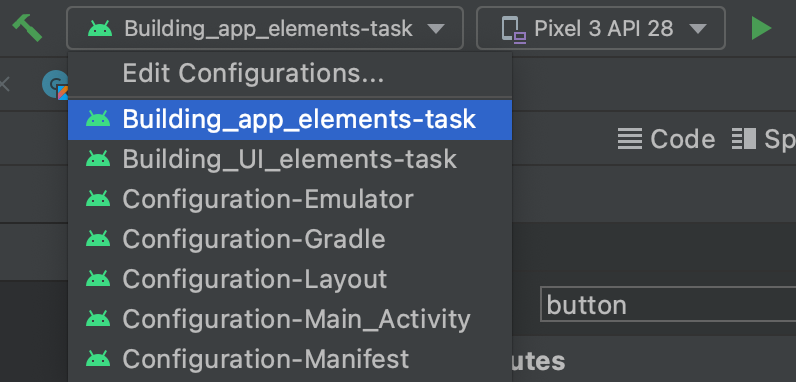 Building_app_elements-task
Pixel 3 API 28
Edit Configurations...
Building_app_elements-task
Building_UI_elements-task
Code
Sp
Configuration-Emulator
Configuration-Gradle
Configuration-Layout
button
Configuration-Main_Activity
Configuration-Manifest
utes